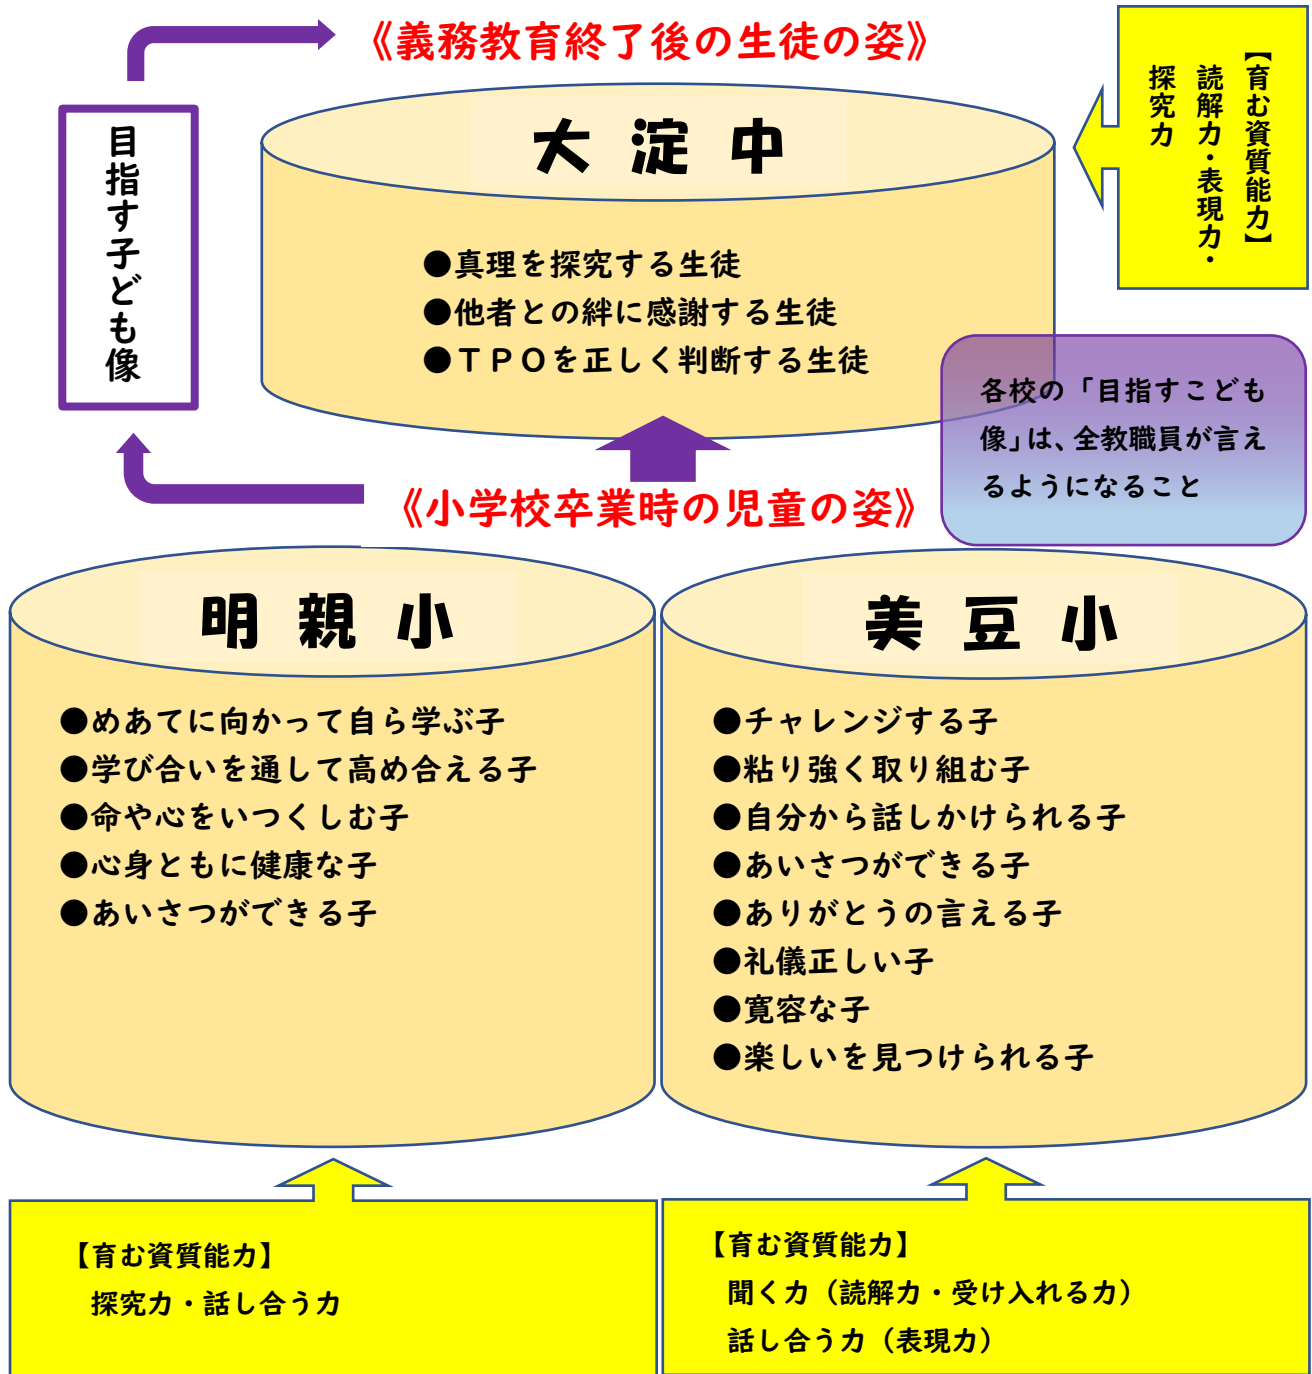 《義務教育終了後の生徒の姿》
【育む資質能力】
読解力・表現力・
探究力
目指す子ども像
大淀中
●真理を探究する生徒
●他者との絆に感謝する生徒
●ＴＰＯを正しく判断する生徒
各校の「目指すこども
像」は、全教職員が言え
るようになること
《小学校卒業時の児童の姿》
明親小
●めあてに向かって自ら学ぶ子
●学び合いを通して高め合える子
●命や心をいつくしむ子
●心身ともに健康な子
●あいさつができる子
美豆小
●チャレンジする子
●粘り強く取り組む子
●自分から話しかけられる子
●あいさつができる子
●ありがとうの言える子
●礼儀正しい子
●寛容な子
●楽しいを見つけられる子
【育む資質能力】
探究力・話し合う力
【育む資質能力】
聞く力（読解力・受け入れる力）
話し合う力（表現力）